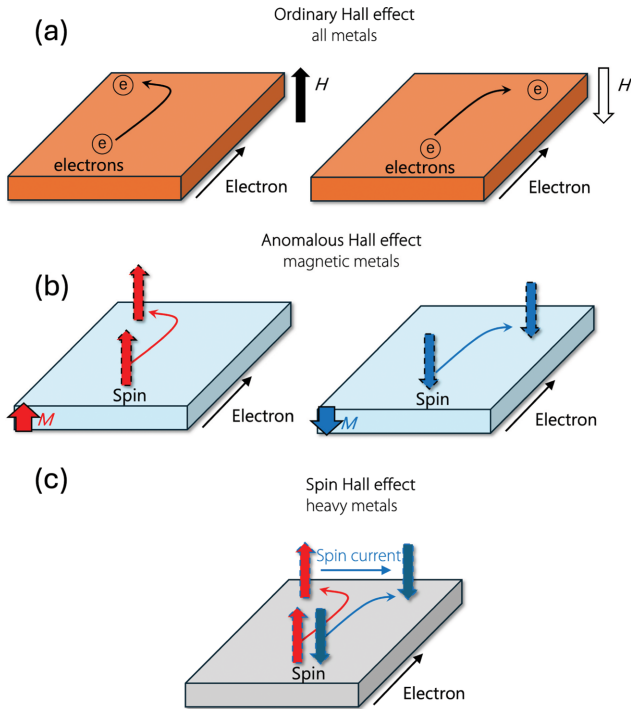 (a)
Ordinary Hall effect
all metals
e
e
electrons
H
Electron
e
e
electrons
H
Electron
(b)
Anomalous Hall effect
magnetic metals
Spin
M
Electron
Spin
M
Electron
(c)
Spin Hall effect
heavy metals
Spin current
Spin
Electron